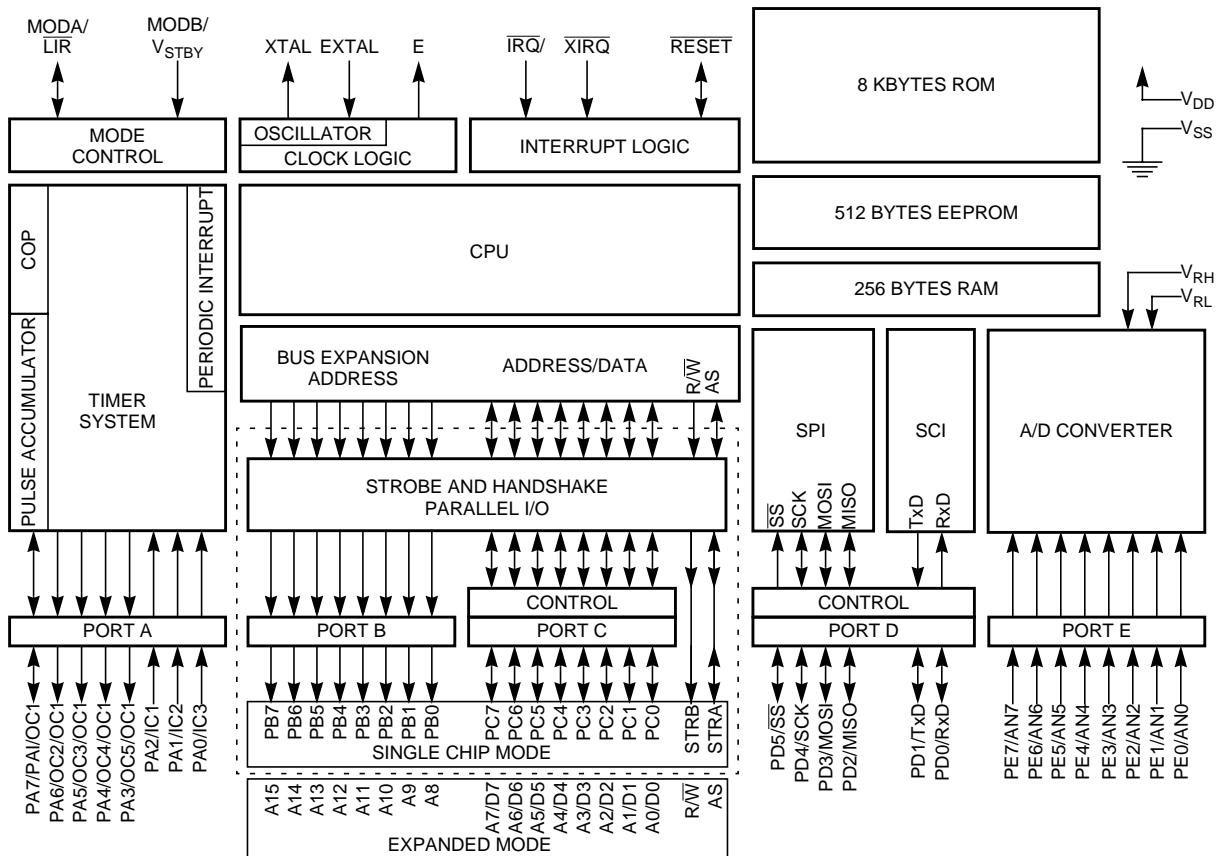 MODA/
LIR
MODB/
VSTBY
XTAL EXTAL E
IRQ/ XIRQ RESET
8 KBYTES ROM
VDD
VSS
MODE
CONTROL
OSCILLATOR
CLOCK LOGIC
INTERRUPT LOGIC
COP
PERIODIC INTERRUPT
PULSE ACCUMULATOR
TIMER
SYSTEM
CPU
512 BYTES EEPROM
256 BYTES RAM
VRH
VRL
BUS EXPANSION
ADDRESS
ADDRESS/DATA
R/W
AS
STROBE AND HANDSHAKE
PARALLEL I/O
SPI
SS
SCK
MOSI
MISO
SCI
TxD
RxD
A/D CONVERTER
CONTROL
CONTROL
PORT A
PORT B
PORT C
PORT D
PORT E
PA7/PAI/OC1
PA6/OC2/OC1
PA5/OC3/OC1
PA4/OC4/OC1
PA3/OC5/OC1
PA2/IC1
PA1/IC2
PA0/IC3
PB7
PB6
PB5
PB4
PB3
PB2
PB1
PB0
PC7
PC6
PC5
PC4
PC3
PC2
PC1
PC0
STRB
STRA
SINGLE CHIP MODE
PD5/SS
PD4/SCK
PD3/MOSI
PD2/MISO
PD1/TxD
PD0/RxD
PE7/AN7
PE6/AN6
PE5/AN5
PE4/AN4
PE3/AN3
PE2/AN2
PE1/AN1
PE0/AN0
A15
A14
A13
A12
A11
A10
A9
A8
A7/D7
A6/D6
A5/D5
A4/D4
A3/D3
A2/D2
A1/D1
A0/D0
R/W
AS
EXPANDED MODE